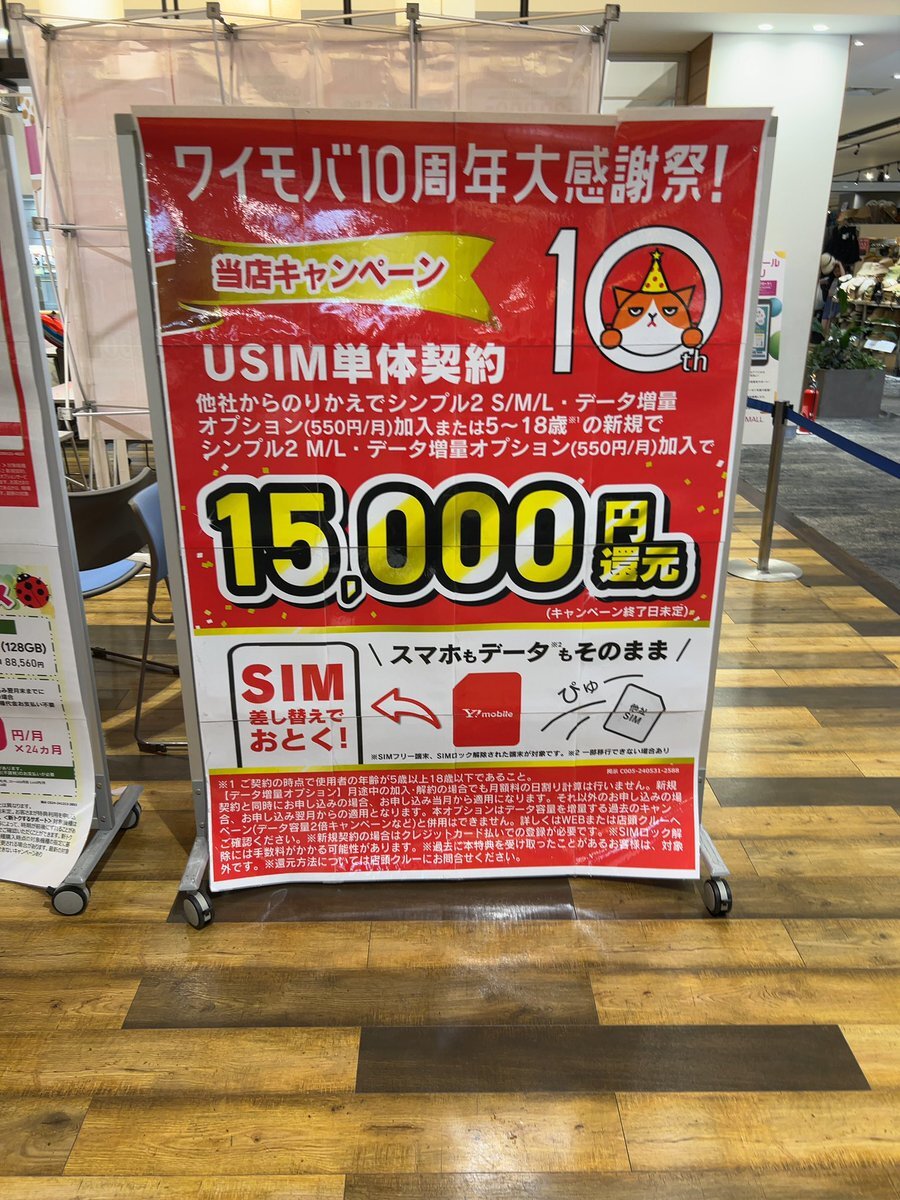 ワイモバ10周年大感謝祭!
当店キャンペーン
10th
USIM単体契約
他社からのりかえでシンプル2 S/M/L・データ増量
オプション(550円/月)加入または5~18歳※1の新規で
シンプル2 M/L・データ増量オプション(550円/月)加入で
15,000円還元
(キャンペーン終了日未定)
\ スマホもデータ※2もそのまま /
SIM
差し替えで
おとく!
Y!mobile
ぴゅー
他社
SIM
※SIMフリー端末、SIMロック解除された端末が対象です。※2 一部移行できない場合あり
掲示 C005-240531-2588
※1 ご契約の時点で使用者の年齢が5歳以上18歳以下であること。
【データ増量オプション】月途中の加入・解約の場合でも月額料の日割り計算は行いません。新規
契約と同時にお申し込みの場合、お申し込み当月から適用になります。それ以外のお申し込みの場
合、お申し込み翌月からの適用となります。本オプションはデータ容量を増量する過去のキャン
ペーン(データ容量2倍キャンペーンなど)と併用はできません。詳しくはWEBまたは店頭クルーへ
ご確認ください。※新規契約の場合はクレジットカード払いでの登録が必要です。※SIMロック解
除には手数料がかかる可能性があります。※過去に本特典を受け取ったことがあるお客様は、対象
外です。※還元方法については店頭クルーにお問合せください。
(128GB)
88,560円
円/月
×24カ月
MALL